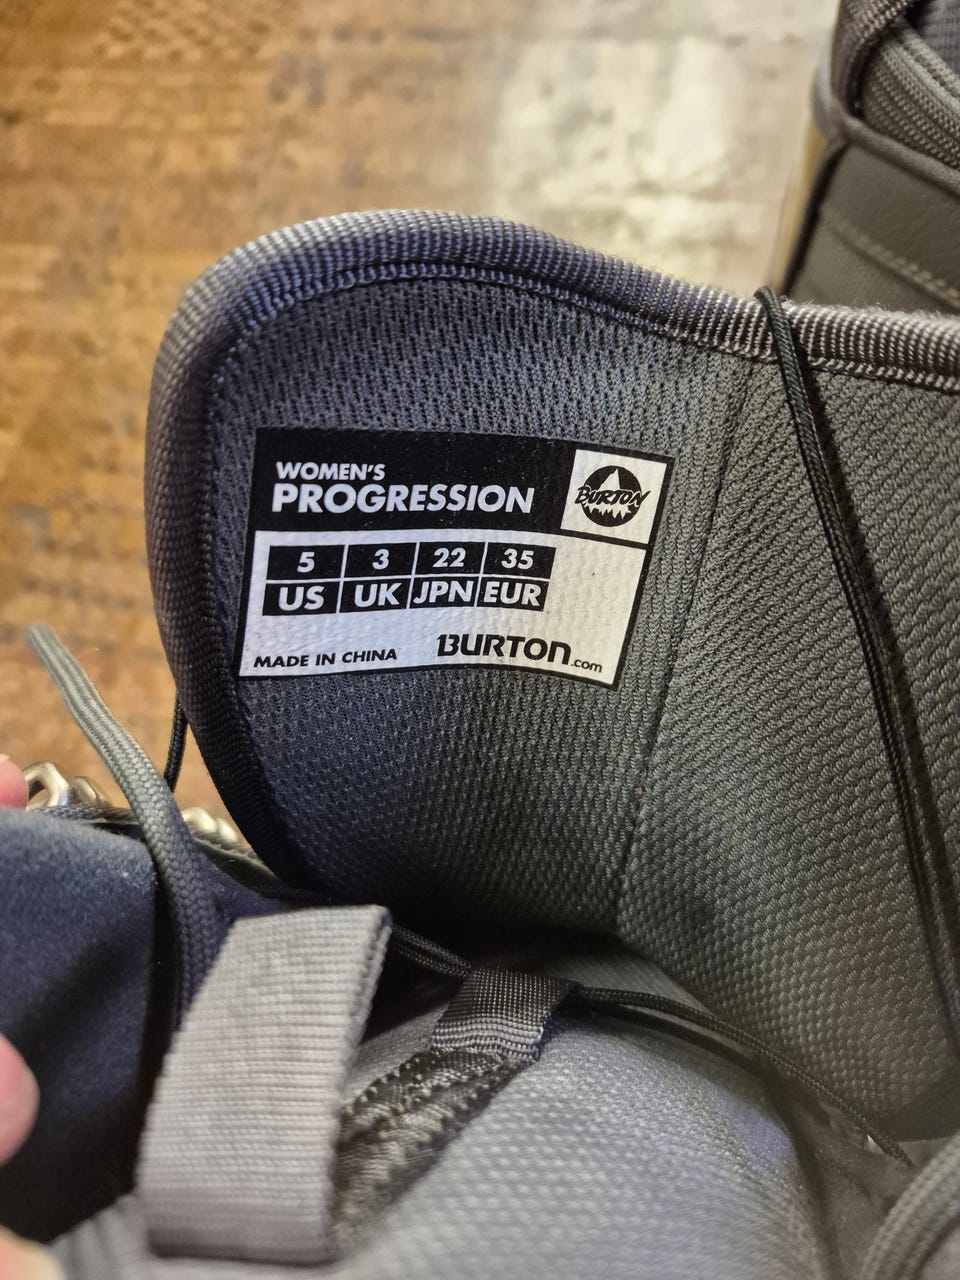 WOMEN'S
PROGRESSION
BURTON
5 3 22 35
US UK JPN EUR
MADE IN CHINA BURTON.com